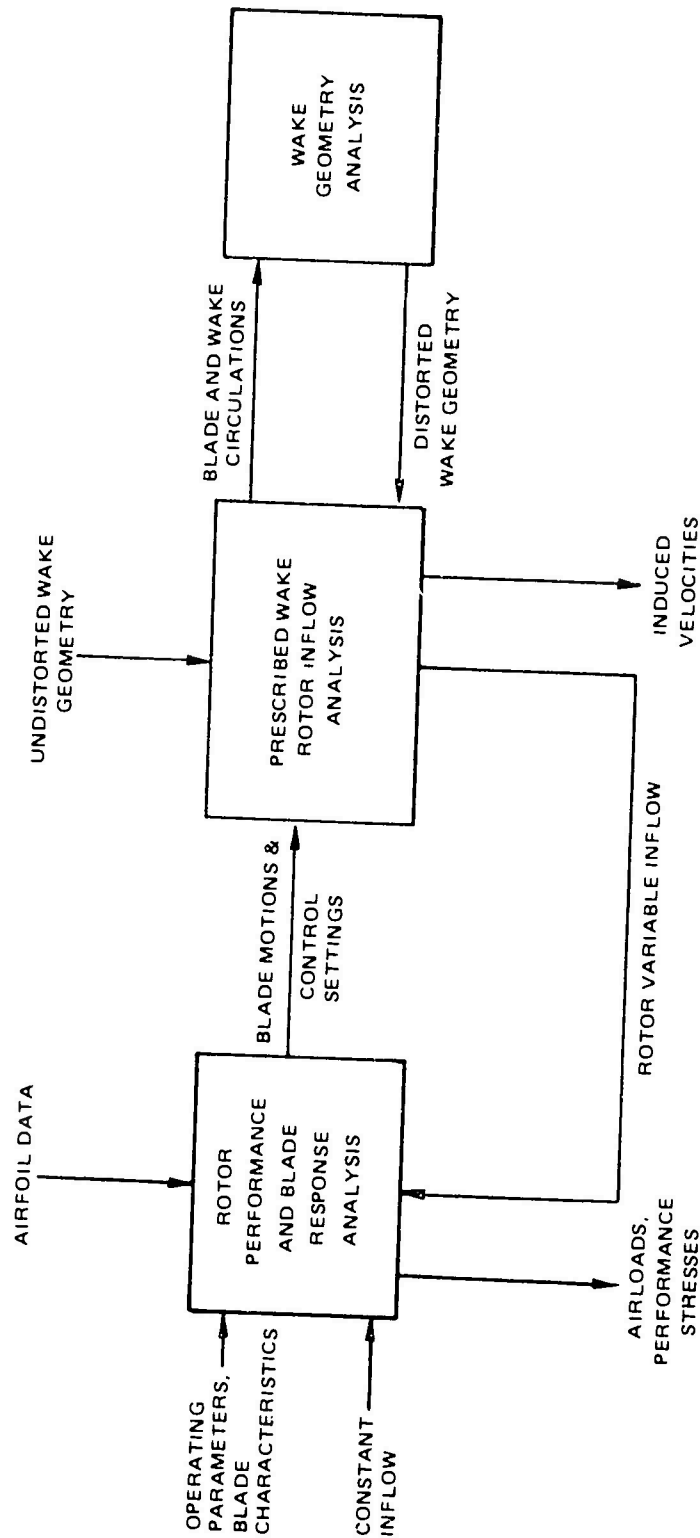 AIRFOIL DATA
OPERATING
PARAMETERS,
BLADE
CHARACTERISTICS
CONSTANT
INFLOW
ROTOR
PERFORMANCE
AND BLADE
RESPONSE
ANALYSIS
AIRLOADS,
PERFORMANCE
STRESSES
BLADE MOTIONS &
CONTROL
SETTINGS
ROTOR VARIABLE INFLOW
UNDISTORTED WAKE
GEOMETRY
PRESCRIBED WAKE
ROTOR INFLOW
ANALYSIS
INDUCED
VELOCITIES
BLADE AND WAKE
CIRCULATIONS
DISTORTED
WAKE GEOMETRY
WAKE
GEOMETRY
ANALYSIS